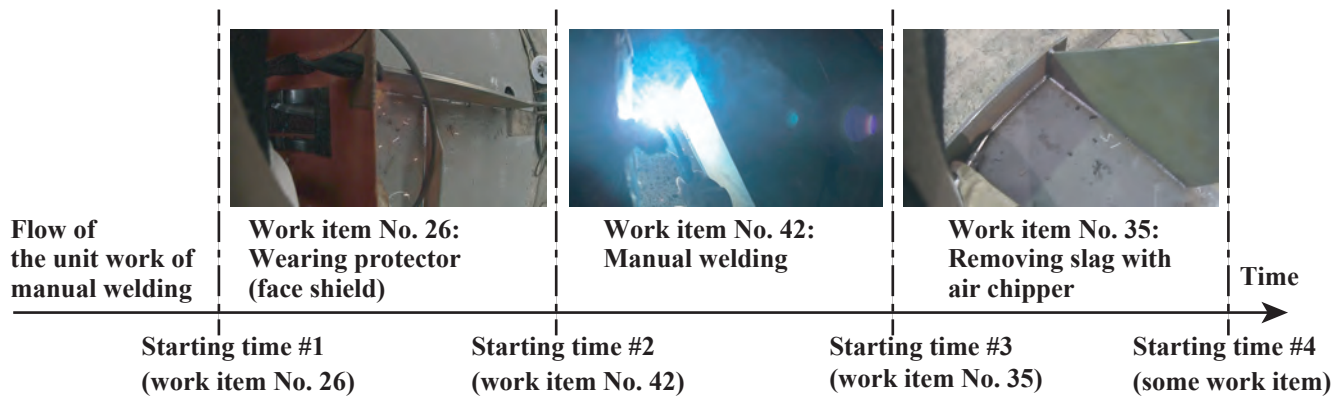 Flow of
the unit work of
manual welding
Work item No. 26:
Wearing protector
(face shield)
Work item No. 42:
Manual welding
Work item No. 35:
Removing slag with
air chipper
Time
Starting time #1
(work item No. 26)
Starting time #2
(work item No. 42)
Starting time #3
(work item No. 35)
Starting time #4
(some work item)